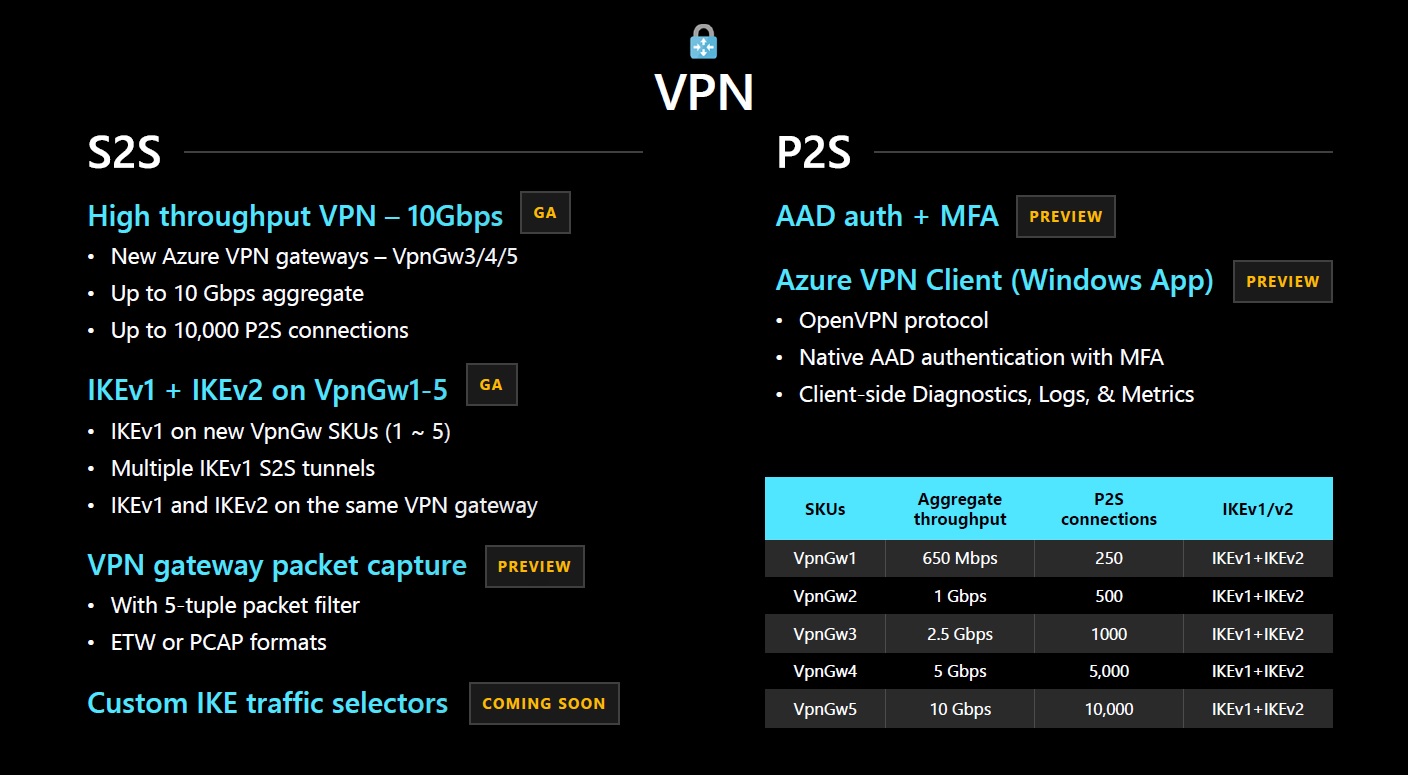 VPN
S2S
High throughput VPN – 10Gbps GA
• New Azure VPN gateways – VpnGw3/4/5
• Up to 10 Gbps aggregate
• Up to 10,000 P2S connections
IKEv1 + IKEv2 on VpnGw1-5 GA
• IKEv1 on new VpnGw SKUs (1 ~ 5)
• Multiple IKEv1 S2S tunnels
• IKEv1 and IKEv2 on the same VPN gateway
VPN gateway packet capture PREVIEW
• With 5-tuple packet filter
• ETW or PCAP formats
Custom IKE traffic selectors COMING SOON
P2S
AAD auth + MFA PREVIEW
Azure VPN Client (Windows App) PREVIEW
• OpenVPN protocol
• Native AAD authentication with MFA
• Client-side Diagnostics, Logs, & Metrics
SKUs Aggregate throughput P2S connections IKEv1/v2
VpnGw1 650 Mbps 250 IKEv1+IKEv2
VpnGw2 1 Gbps 500 IKEv1+IKEv2
VpnGw3 2.5 Gbps 1000 IKEv1+IKEv2
VpnGw4 5 Gbps 5,000 IKEv1+IKEv2
VpnGw5 10 Gbps 10,000 IKEv1+IKEv2